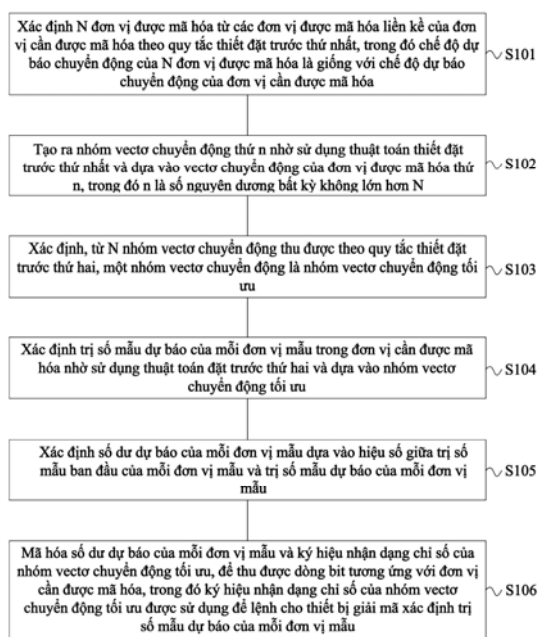 Xác định N đơn vị được mã hóa từ các đơn vị được mã hóa liền kề của đơn
vị cần được mã hóa theo quy tắc thiết đặt trước thứ nhất, trong đó chế độ dự
báo chuyển động của N đơn vị được mã hóa là giống với chế độ dự báo
chuyển động của đơn vị cần được mã hóa
S101
Tạo ra nhóm vectơ chuyển động thứ n nhờ sử dụng thuật toán thiết đặt
trước thứ nhất và dựa vào vectơ chuyển động của đơn vị được mã hóa thứ
n, trong đó n là số nguyên dương bất kỳ không lớn hơn N
S102
Xác định, từ N nhóm vectơ chuyển động thu được theo quy tắc thiết đặt
trước thứ hai, một nhóm vectơ chuyển động là nhóm vectơ chuyển động tối
ưu
S103
Xác định trị số mẫu dự báo của mỗi đơn vị mẫu trong đơn vị cần được mã
hóa nhờ sử dụng thuật toán đặt trước thứ hai và dựa vào nhóm vectơ
chuyển động tối ưu
S104
Xác định số dư dự báo của mỗi đơn vị mẫu dựa vào hiệu số giữa trị số
mẫu ban đầu của mỗi đơn vị mẫu và trị số mẫu dự báo của mỗi đơn vị
mẫu
S105
Mã hóa số dư dự báo của mỗi đơn vị mẫu và ký hiệu nhận dạng chỉ số của
nhóm vectơ chuyển động tối ưu, để thu được dòng bit tương ứng với đơn vị
cần được mã hóa, trong đó ký hiệu nhận dạng chỉ số của nhóm vectơ
chuyển động tối ưu được sử dụng để lệnh cho thiết bị giải mã xác định trị
số mẫu dự báo của mỗi đơn vị mẫu
S106